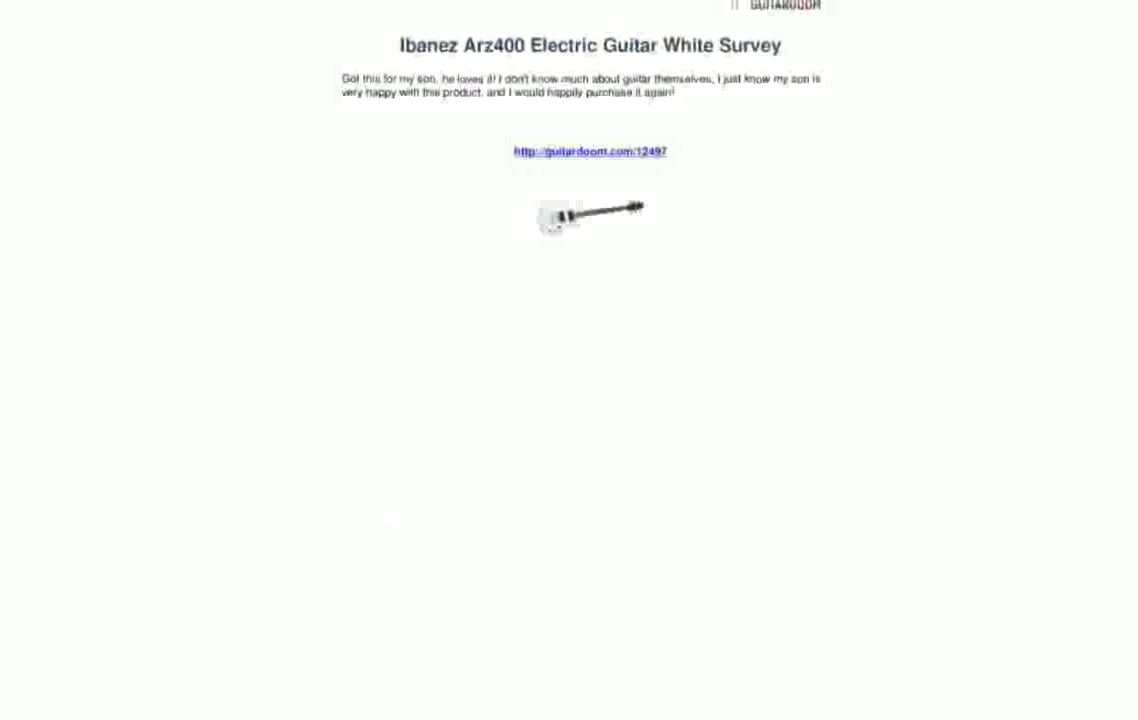 GUITARDOOM
Ibanez Arz400 Electric Guitar White Survey
Got this for my son, he loves it! I don't know much about guitar themselves, I just know my son is
very happy with this product, and I would happily purchase it again!
http://guitardoom.com/12497